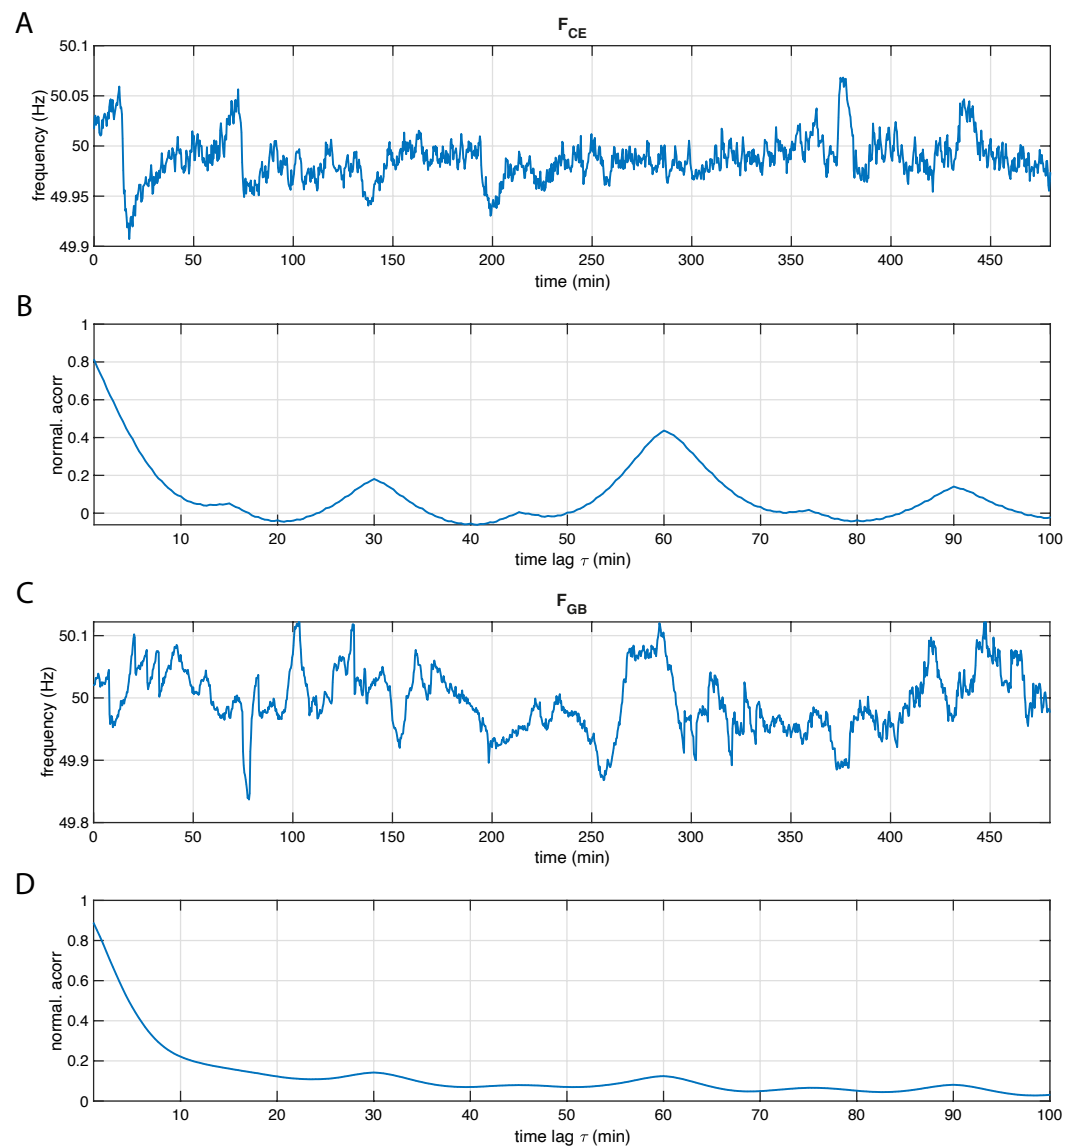 A
F_CE
50.1
50.05
50
49.95
49.9
frequency (Hz)
0 50 100 150 200 250 300 350 400 450
time (min)
B
1
0.8
0.6
0.4
0.2
0
normal. acorr
10 20 30 40 50 60 70 80 90 100
time lag τ (min)
C
F_GB
50.1
50
49.9
49.8
frequency (Hz)
0 50 100 150 200 250 300 350 400 450
time (min)
D
1
0.8
0.6
0.4
0.2
0
normal. acorr
10 20 30 40 50 60 70 80 90 100
time lag τ (min)